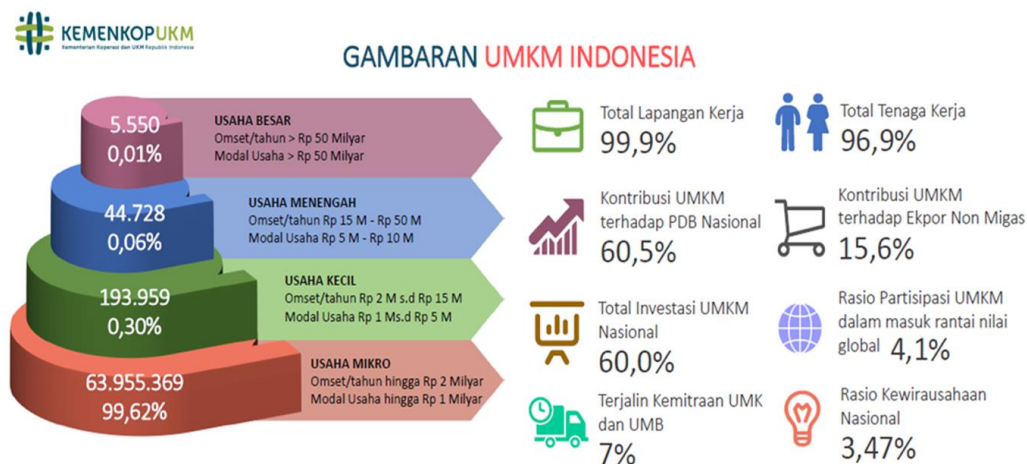 KEMENKOPUKM
Kementerian Koperasi dan UKM Republik Indonesia
GAMBARAN UMKM INDONESIA
5.550
0,01%
USAHA BESAR
Omset/tahun > Rp 50 Milyar
Modal Usaha > Rp 50 Milyar
44.728
0,06%
USAHA MENENGAH
Omset/tahun Rp 15 M - Rp 50 M
Modal Usaha Rp 5 M - Rp 10 M
193.959
0,30%
USAHA KECIL
Omset/tahun Rp 2 M s.d Rp 15 M
Modal Usaha Rp 1 Ms.d Rp 5 M
63.955.369
99,62%
USAHA MIKRO
Omset/tahun hingga Rp 2 Milyar
Modal Usaha hingga Rp 1 Milyar
Total Lapangan Kerja
99,9%
Total Tenaga Kerja
96,9%
Kontribusi UMKM
terhadap PDB Nasional
60,5%
Kontribusi UMKM
terhadap Ekpor Non Migas
15,6%
Total Investasi UMKM
Nasional
60,0%
Rasio Partisipasi UMKM
dalam masuk rantai nilai
global 4,1%
Terjalin Kemitraan UMK
dan UMB
7%
Rasio Kewirausahaan
Nasional
3,47%